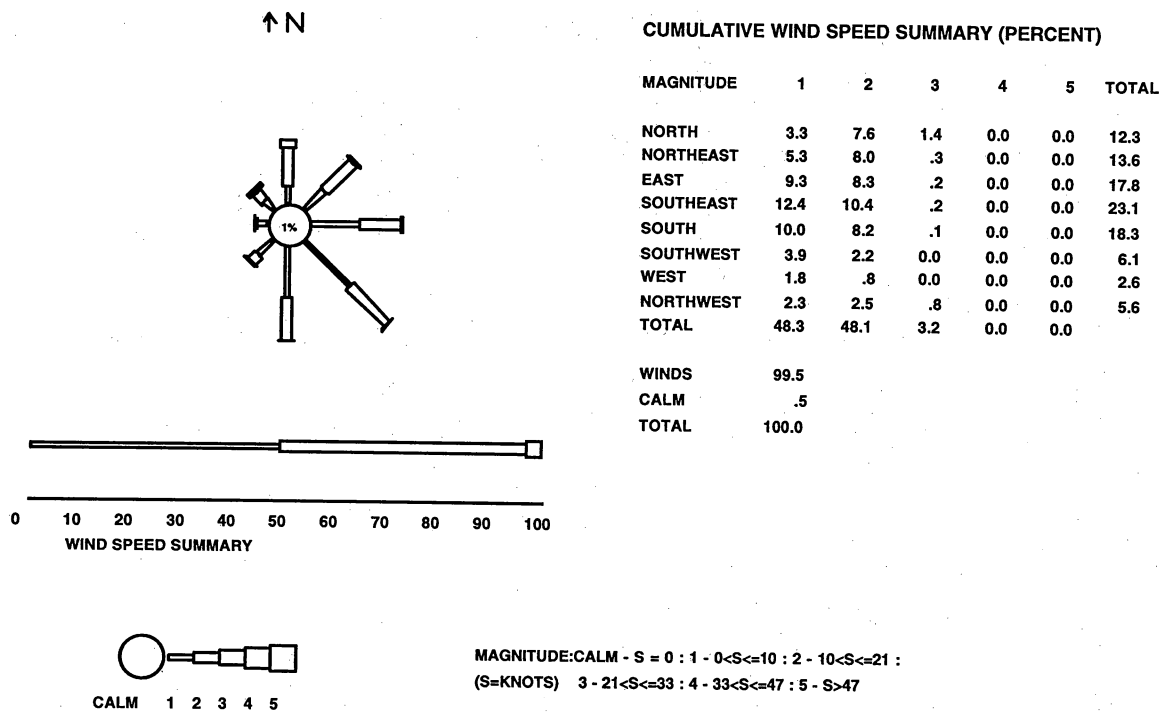 ↑ N
CUMULATIVE WIND SPEED SUMMARY (PERCENT)
MAGNITUDE 1 2 3 4 5 TOTAL
NORTH 3.3 7.6 1.4 0.0 0.0 12.3
NORTHEAST 5.3 8.0 .3 0.0 0.0 13.6
EAST 9.3 8.3 .2 0.0 0.0 17.8
SOUTHEAST 12.4 10.4 .2 0.0 0.0 23.1
SOUTH 10.0 8.2 .1 0.0 0.0 18.3
SOUTHWEST 3.9 2.2 0.0 0.0 0.0 6.1
WEST 1.8 .8 0.0 0.0 0.0 2.6
NORTHWEST 2.3 2.5 .8 0.0 0.0 5.6
TOTAL 48.3 48.1 3.2 0.0 0.0
WINDS 99.5
CALM .5
TOTAL 100.0
1%
0 10 20 30 40 50 60 70 80 90 100
WIND SPEED SUMMARY
CALM 1 2 3 4 5
MAGNITUDE:CALM - S = 0 : 1 - 0<S<=10 : 2 - 10<S<=21 :
(S=KNOTS) 3 - 21<S<=33 : 4 - 33<S<=47 : 5 - S>47